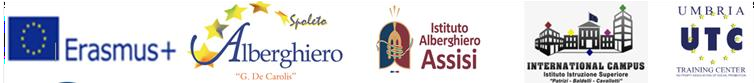 Erasmus+
Spoleto
Alberghiero
"G. De Carolis"
Istituto
Alberghiero
Assisi
INTERNATIONAL CAMPUS
Istituto Istruzione Superiore
"Patrizi - Baldelli - Cavallotti"
UMBRIA
UTC
TRAINING CENTER